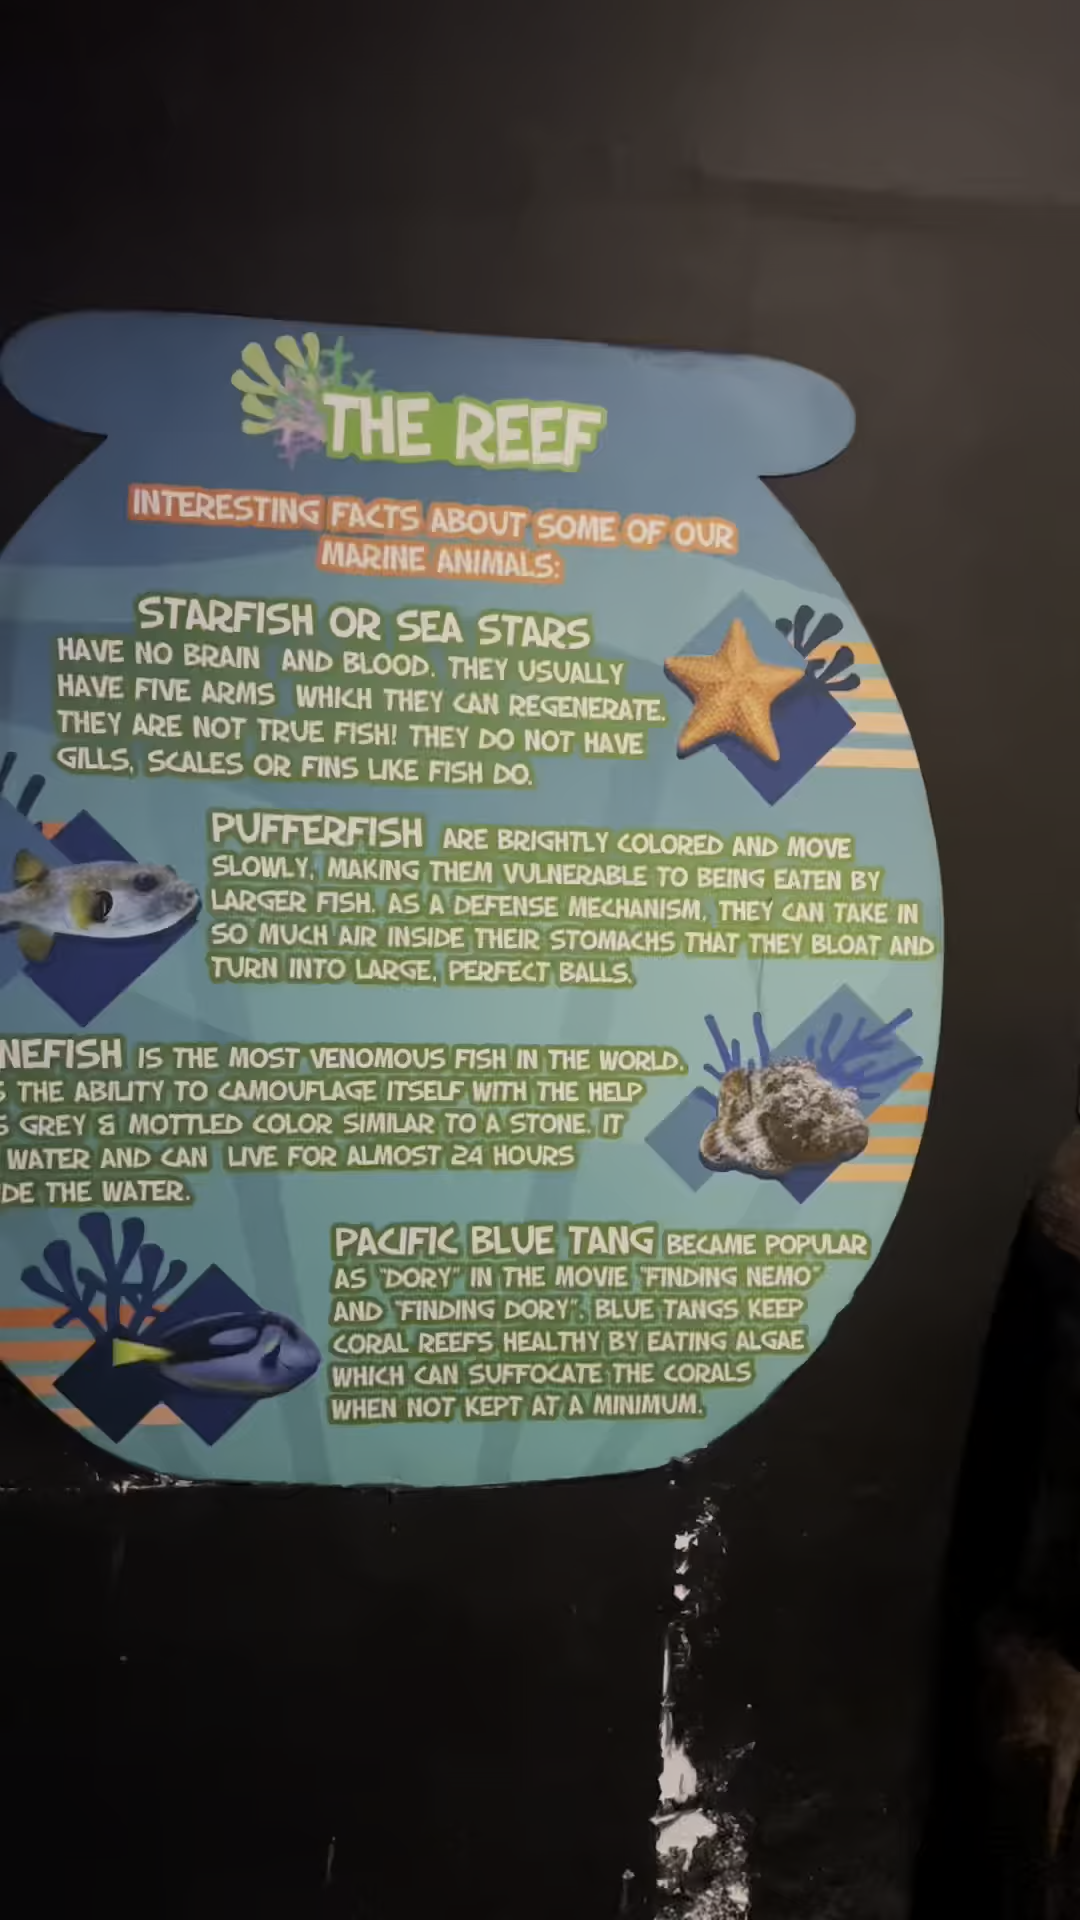 THE REEF
INTERESTING FACTS ABOUT SOME OF OUR
MARINE ANIMALS:
STARFISH OR SEA STARS
HAVE NO BRAIN AND BLOOD. THEY USUALLY
HAVE FIVE ARMS WHICH THEY CAN REGENERATE.
THEY ARE NOT TRUE FISH! THEY DO NOT HAVE
GILLS, SCALES OR FINS LIKE FISH DO.
PUFFERFISH ARE BRIGHTLY COLORED AND MOVE
SLOWLY, MAKING THEM VULNERABLE TO BEING EATEN BY
LARGER FISH. AS A DEFENSE MECHANISM, THEY CAN TAKE IN
SO MUCH AIR INSIDE THEIR STOMACHS THAT THEY BLOAT AND
TURN INTO LARGE, PERFECT BALLS.
NEFISH IS THE MOST VENOMOUS FISH IN THE WORLD.
S THE ABILITY TO CAMOUFLAGE ITSELF WITH THE HELP
S GREY & MOTTLED COLOR SIMILAR TO A STONE. IT
WATER AND CAN LIVE FOR ALMOST 24 HOURS
DE THE WATER.
PACIFIC BLUE TANG BECAME POPULAR
AS "DORY" IN THE MOVIE "FINDING NEMO"
AND "FINDING DORY". BLUE TANGS KEEP
CORAL REEFS HEALTHY BY EATING ALGAE
WHICH CAN SUFFOCATE THE CORALS
WHEN NOT KEPT AT A MINIMUM.